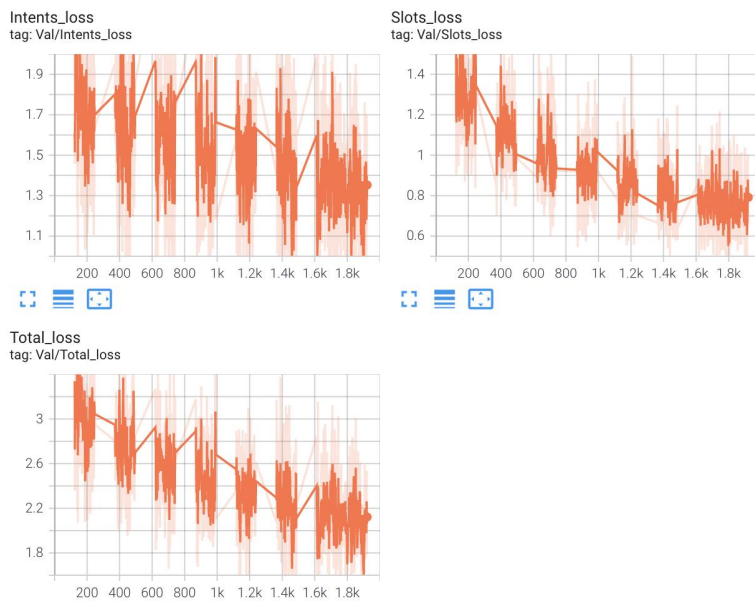 Intents_loss
tag: Val/Intents_loss
1.9
1.7
1.5
1.3
1.1
200 400 600 800 1k 1.2k 1.4k 1.6k 1.8k
Slots_loss
tag: Val/Slots_loss
1.4
1.2
1
0.8
0.6
200 400 600 800 1k 1.2k 1.4k 1.6k 1.8k
Total_loss
tag: Val/Total_loss
3
2.6
2.2
1.8
200 400 600 800 1k 1.2k 1.4k 1.6k 1.8k